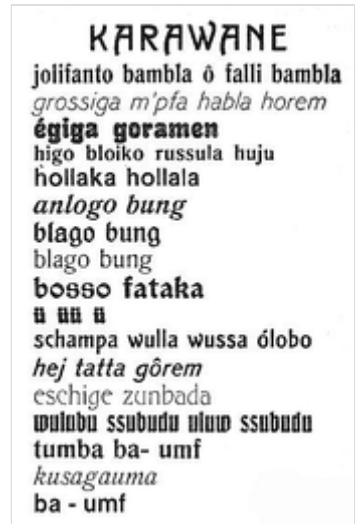 KARAWANE
jolifanto bambla ô falli bambla
grossiga m'pfa habla horem
égiga goramen
higo bloiko russula huju
hollaka hollala
anlogo bung
blago bung
blago bung
bosso fataka
ü üü ü
schampa wulla wussa ólobo
hej tatta gôrem
eschige zunbada
wulubu ssubudu uluw ssubudu
tumba ba- umf
kusagauma
ba - umf